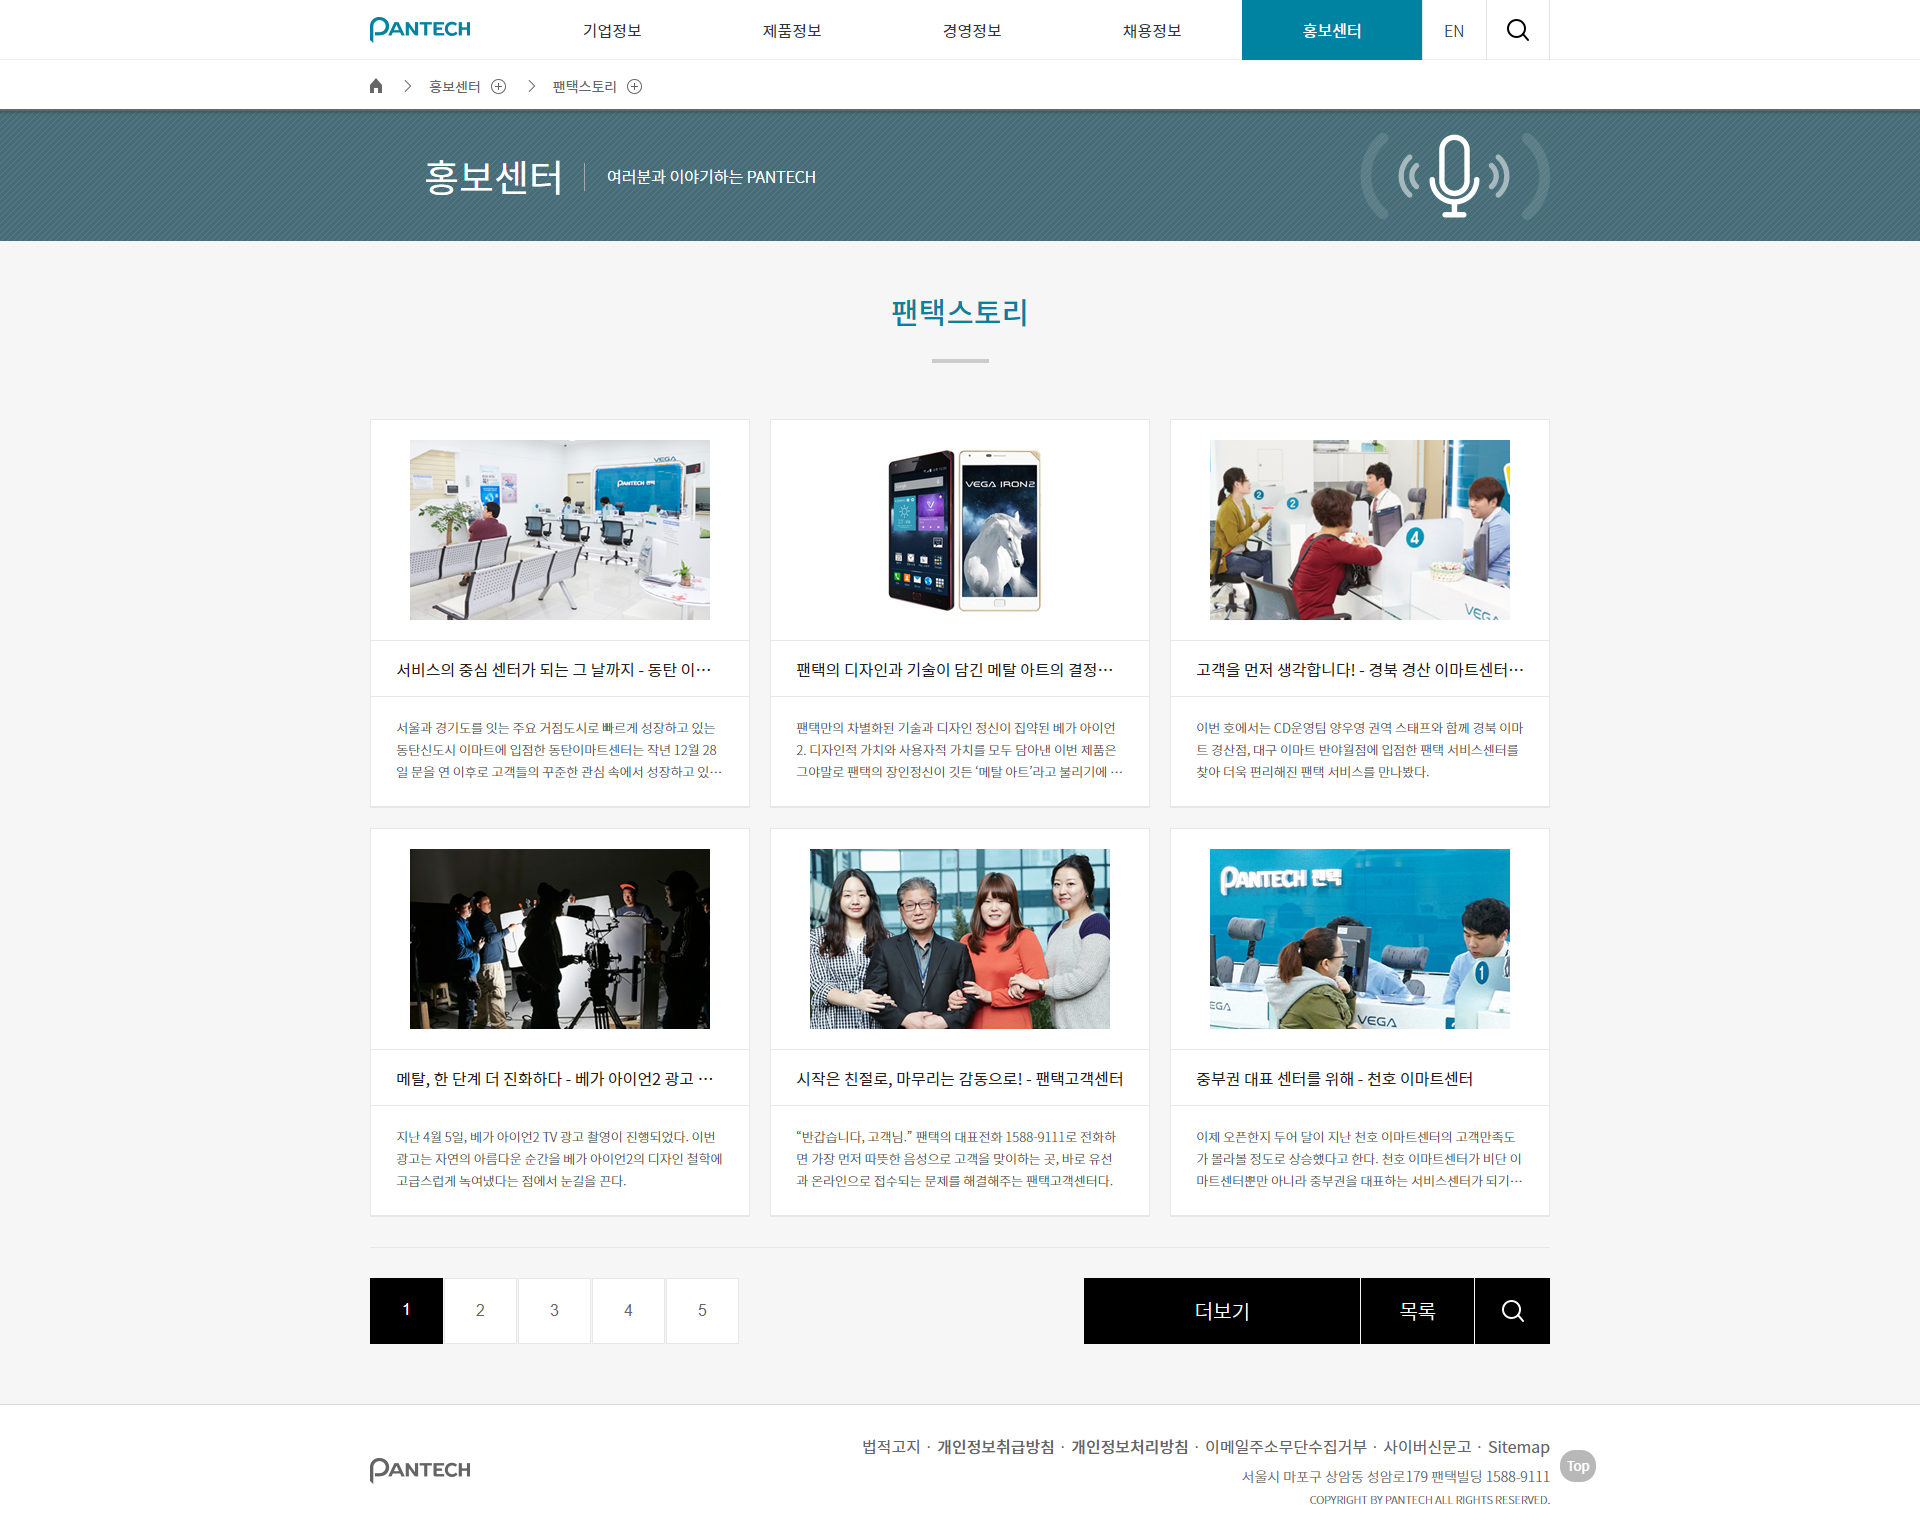 PANTECH
기업정보
제품정보
경영정보
채용정보
홍보센터
EN
홍보센터
팬택스토리
홍보센터
여러분과 이야기하는 PANTECH
팬택스토리
VEGA
PANTECH 팬택
VEGA IRON2
2
2
4
VEGA
서비스의 중심 센터가 되는 그 날까지 - 동탄 이…
팬택의 디자인과 기술이 담긴 메탈 아트의 결정…
고객을 먼저 생각합니다! - 경북 경산 이마트센터…
서울과 경기도를 잇는 주요 거점도시로 빠르게 성장하고 있는
동탄신도시 이마트에 입점한 동탄이마트센터는 작년 12월 28
일 문을 연 이후로 고객들의 꾸준한 관심 속에서 성장하고 있…
팬택만의 차별화된 기술과 디자인 정신이 집약된 베가 아이언
2. 디자인적 가치와 사용자적 가치를 모두 담아낸 이번 제품은
그야말로 팬택의 장인정신이 깃든 ‘메탈 아트’라고 불리기에 …
이번 호에서는 CD운영팀 양우영 권역 스태프와 함께 경북 이마
트 경산점, 대구 이마트 반야월점에 입점한 팬택 서비스센터를
찾아 더욱 편리해진 팬택 서비스를 만나봤다.
PANTECH 팬택
1
VEGA
VEGA
메탈, 한 단계 더 진화하다 - 베가 아이언2 광고 …
시작은 친절로, 마무리는 감동으로! - 팬택고객센터
중부권 대표 센터를 위해 - 천호 이마트센터
지난 4월 5일, 베가 아이언2 TV 광고 촬영이 진행되었다. 이번
광고는 자연의 아름다운 순간을 베가 아이언2의 디자인 철학에
고급스럽게 녹여냈다는 점에서 눈길을 끈다.
“반갑습니다, 고객님.” 팬택의 대표전화 1588-9111로 전화하
면 가장 먼저 따뜻한 음성으로 고객을 맞이하는 곳, 바로 유선
과 온라인으로 접수되는 문제를 해결해주는 팬택고객센터다.
이제 오픈한지 두어 달이 지난 천호 이마트센터의 고객만족도
가 몰라볼 정도로 상승했다고 한다. 천호 이마트센터가 비단 이
마트센터뿐만 아니라 중부권을 대표하는 서비스센터가 되기…
1
2
3
4
5
더보기
목록
PANTECH
법적고지 · 개인정보취급방침 · 개인정보처리방침 · 이메일주소무단수집거부 · 사이버신문고 · Sitemap
서울시 마포구 상암동 성암로179 팬택빌딩 1588-9111
COPYRIGHT BY PANTECH ALL RIGHTS RESERVED.
Top